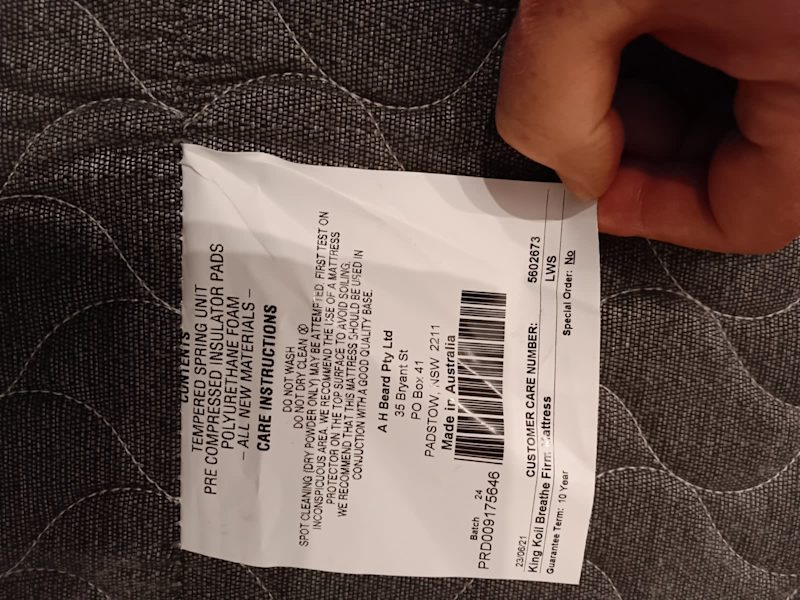 CONTENTS
TEMPERED SPRING UNIT
PRE COMPRESSED INSULATOR PADS
POLYURETHANE FOAM
– ALL NEW MATERIALS –
CARE INSTRUCTIONS
DO NOT WASH
DO NOT DRY CLEAN
SPOT CLEANING (DRY POWDER ONLY) MAY BE ATTEMPTED, FIRST TEST ON
INCONSPICUOUS AREA. WE RECOMMEND THE USE OF A MATTRESS
PROTECTOR ON THE TOP SURFACE TO AVOID SOILING.
WE RECOMMEND THAT THIS MATTRESS SHOULD BE USED IN
CONJUCTION WITH A GOOD QUALITY BASE.
A H Beard Pty Ltd
35 Bryant St
PO Box 41
PADSTOW, NSW 2211
Made in Australia
Batch 24
PRD009175646
23/06/21 CUSTOMER CARE NUMBER: 5602673
King Koil Breathe Firm Mattress LWS
Guarantee Term: 10 Year Special Order: No